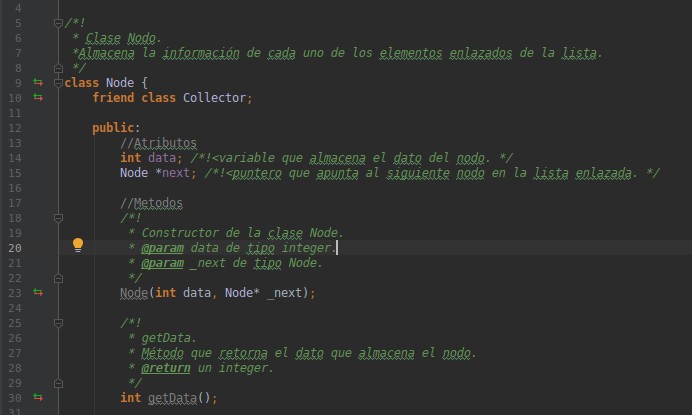 4
5 /*!
6 * Clase Nodo.
7 *Almacena la información de cada uno de los elementos enlazados de la lista.
8 */
9 class Node {
10 friend class Collector;
11
12 public:
13 //Atributos
14 int data; /*!<variable que almacena el dato del nodo. */
15 Node *next; /*!<puntero que apunta al siguiente nodo en la lista enlazada. */
16
17 //Metodos
18 /*!
19 * Constructor de la clase Node.
20 * @param data de tipo integer.
21 * @param _next de tipo Node.
22 */
23 Node(int data, Node* _next);
24
25 /*!
26 * getData.
27 * Método que retorna el dato que almacena el nodo.
28 * @return un integer.
29 */
30 int getData();
31